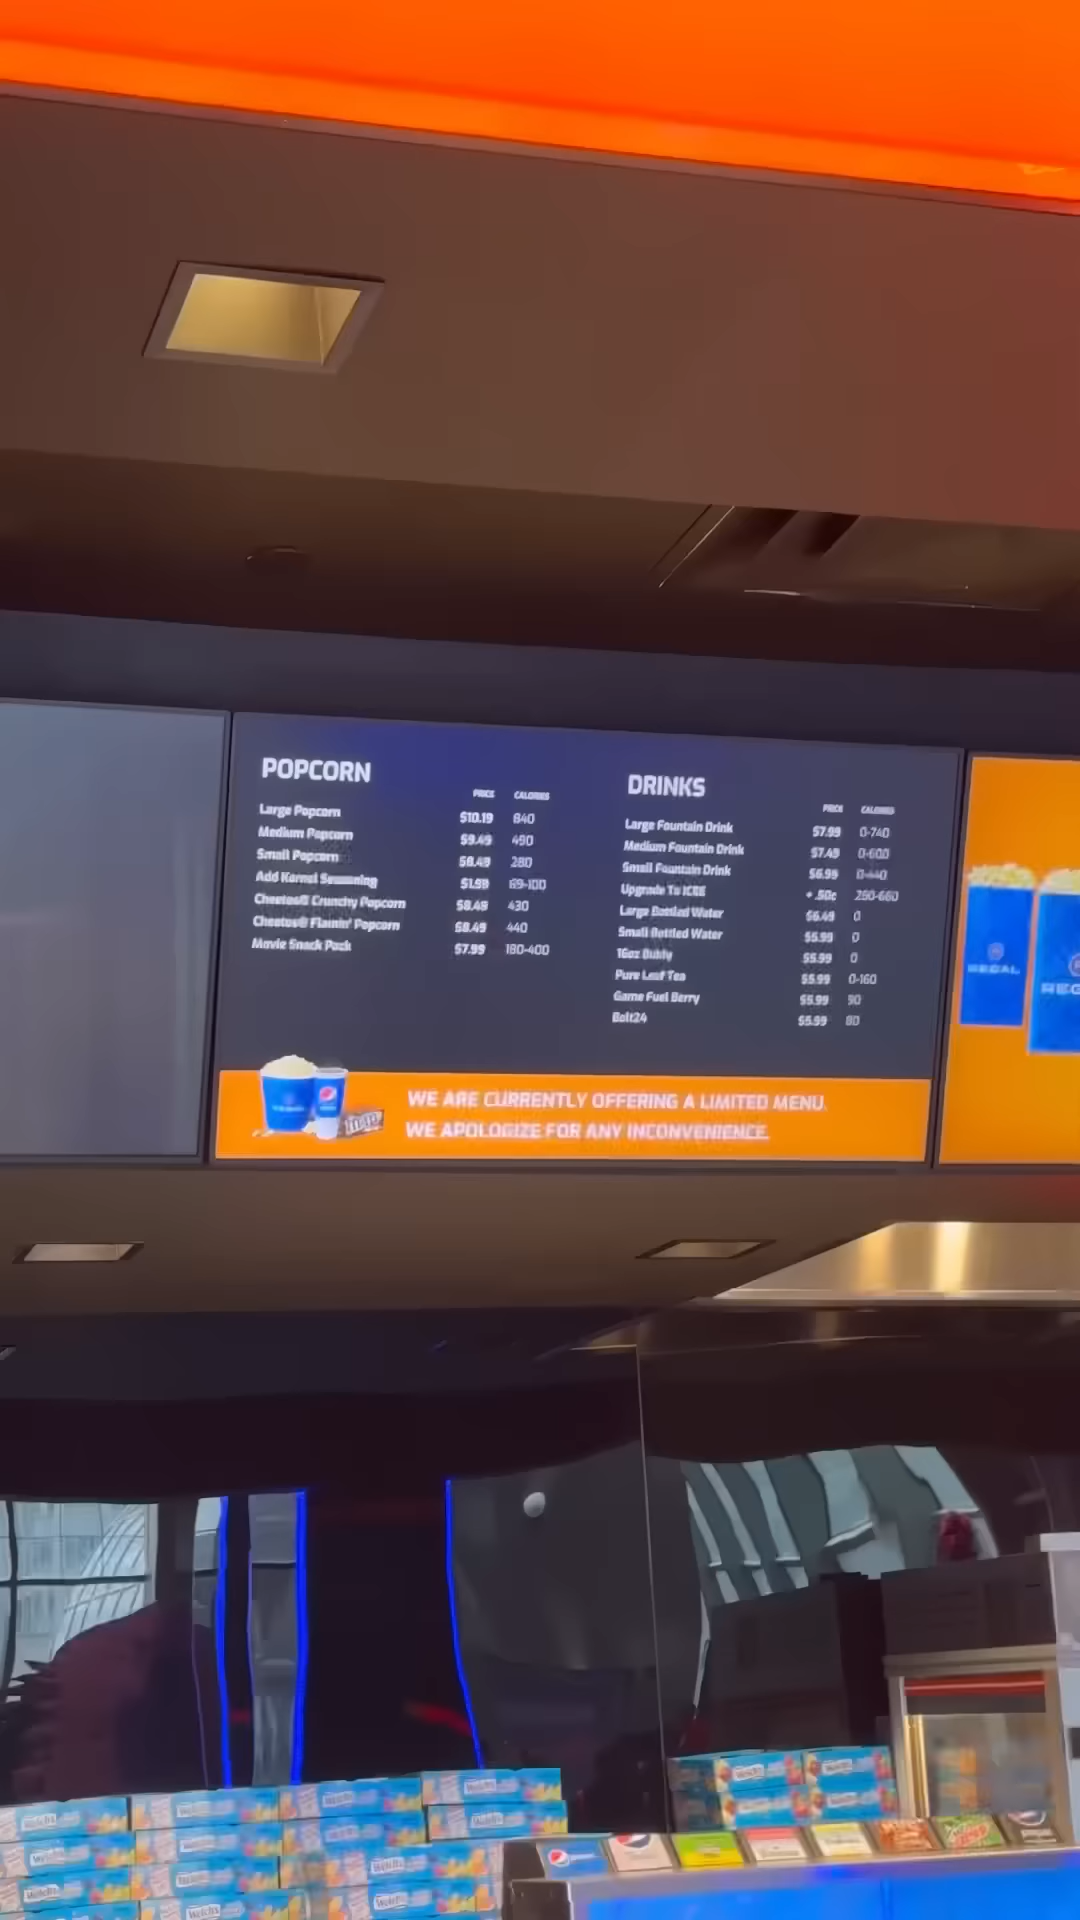 POPCORN
PRICE CALORIES
Large Popcorn $10.19 840
Medium Popcorn $9.49 490
Small Popcorn $8.49 280
Add Kernel Seasoning $1.99 -100
Cheetos® Crunchy Popcorn $8.49 430
Cheetos® Flamin' Popcorn $8.49 440
Movie Snack Pack $7.99 180-400
DRINKS
PRICE CALORIES
Large Fountain Drink $7.99 0-740
Medium Fountain Drink $7.49 0-600
Small Fountain Drink $6.99 0-440
Upgrade To ICEE + .50c 250-660
Large Bottled Water $6.49 0
Small Bottled Water $5.99 0
16oz Bubly $5.99 0
Pure Leaf Tea $5.99 0-160
Game Fuel Berry $5.99 90
Bolt24 $5.99 80
WE ARE CURRENTLY OFFERING A LIMITED MENU.
WE APOLOGIZE FOR ANY INCONVENIENCE.
m&m's
REGAL
Welch's
Welch's
Welch's
Welch's
Welch's